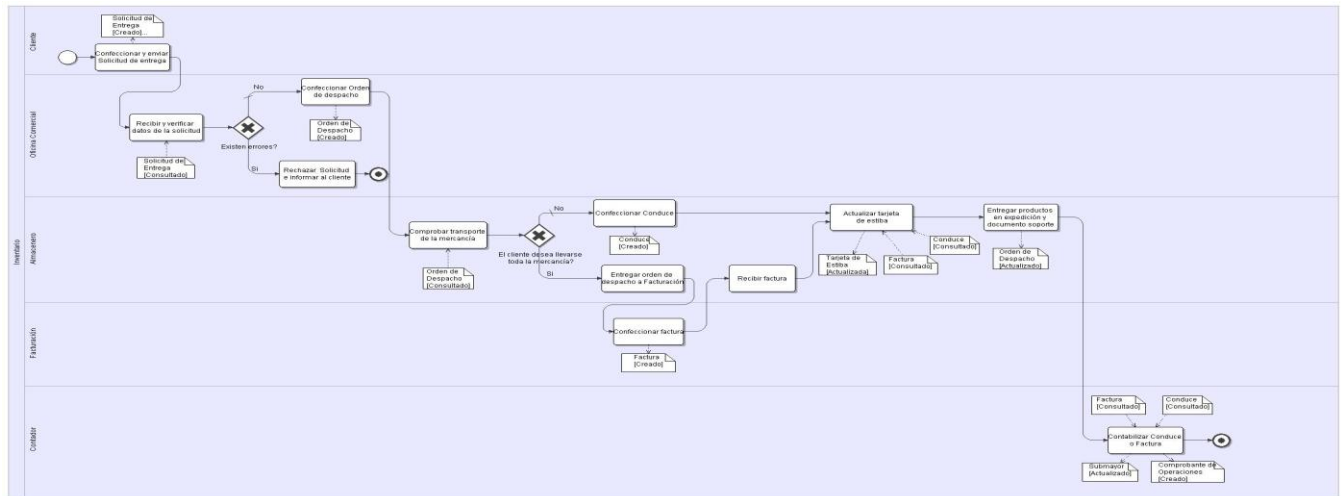 Inventario
Cliente
Solicitud de
Entrega
[Creado]...
Confeccionar y enviar
Solicitud de entrega
Oficina Comercial
Recibir y verificar
datos de la solicitud
Solicitud de
Entrega
[Consultado]
Existen errores?
No
Confeccionar Orden
de despacho
Orden de
Despacho
[Creado]
Si
Rechazar Solicitud
e informar al cliente
Almacenero
Comprobar transporte
de la mercancía
Orden de
Despacho
[Consultado]
El cliente desea llevarse
toda la mercancía?
No
Confeccionar Conduce
Conduce
[Creado]
Si
Entregar orden de
despacho a Facturación
Recibir factura
Actualizar tarjeta
de estiba
Tarjeta de
Estiba
[Actualizada]
Factura
[Consultado]
Conduce
[Consultado]
Entregar productos
en expedición y
documento soporte
Orden de
Despacho
[Actualizado]
Facturación
Confeccionar factura
Factura
[Creado]
Contador
Factura
[Consultado]
Conduce
[Consultado]
Contabilizar Conduce
o Factura
Submayor
[Actualizado]
Comprobante de
Operaciones
[Creado]